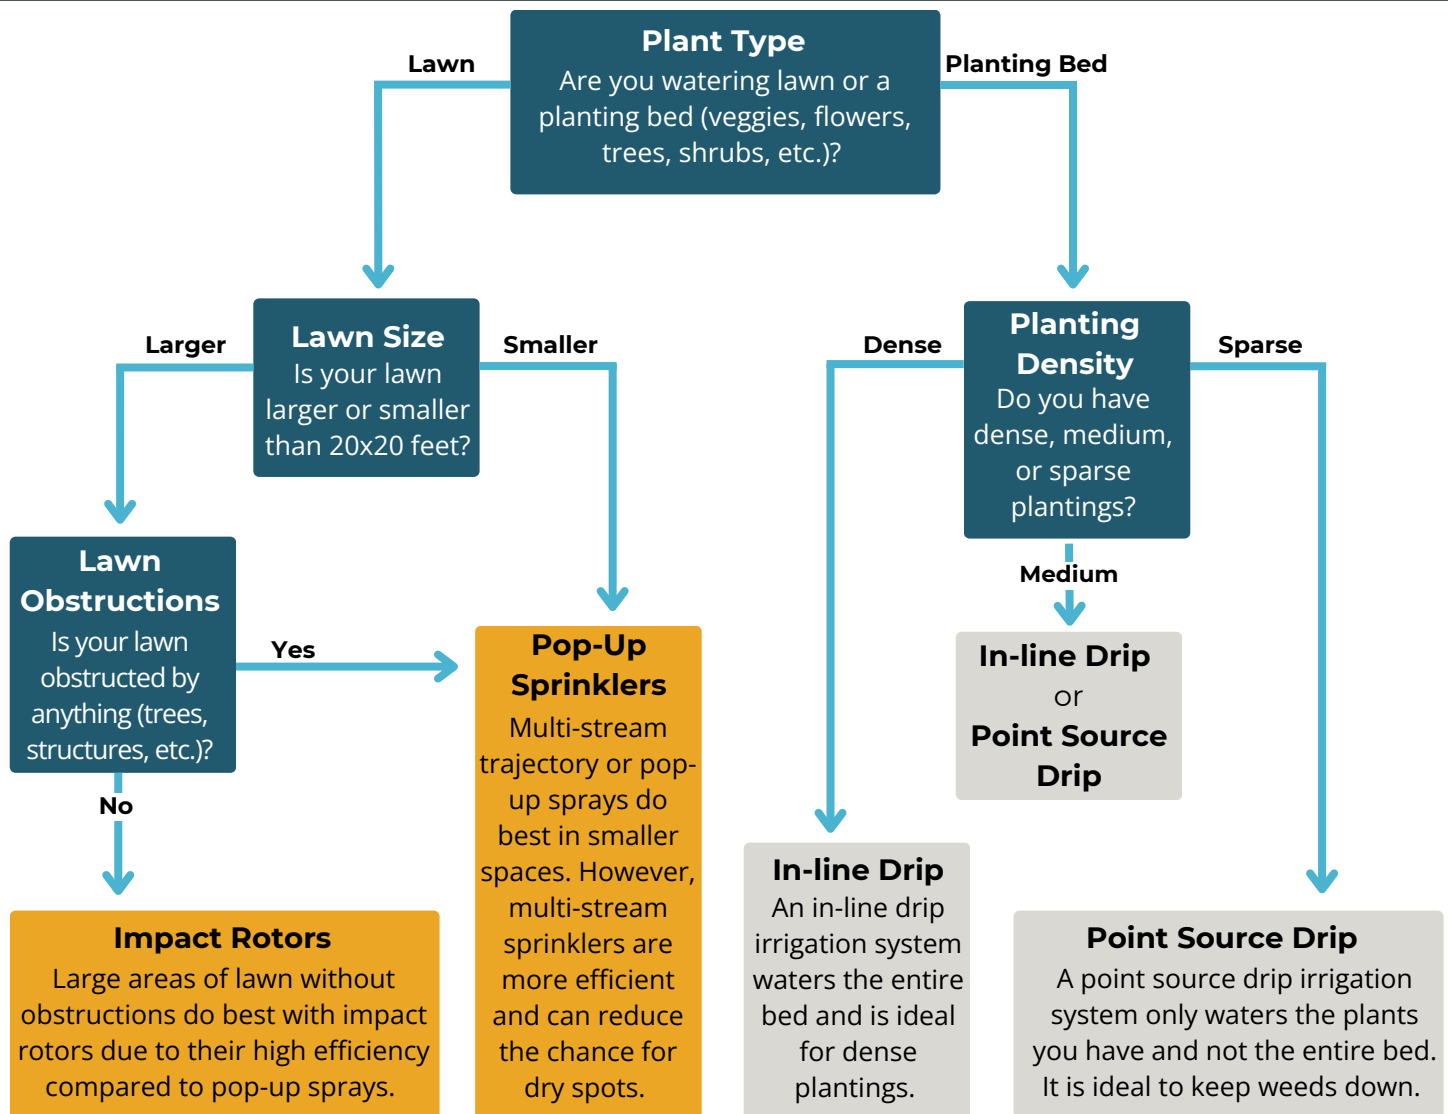 Plant Type
Are you watering lawn or a
planting bed (veggies, flowers,
trees, shrubs, etc.)?
Lawn
Planting Bed
Lawn Size
Is your lawn
larger or smaller
than 20x20 feet?
Larger
Smaller
Planting
Density
Do you have
dense, medium,
or sparse
plantings?
Dense
Sparse
Medium
Lawn
Obstructions
Is your lawn
obstructed by
anything (trees,
structures, etc.)?
Yes
No
Pop-Up
Sprinklers
Multi-stream
trajectory or pop-
up sprays do
best in smaller
spaces. However,
multi-stream
sprinklers are
more efficient
and can reduce
the chance for
dry spots.
In-line Drip
or
Point Source
Drip
Impact Rotors
Large areas of lawn without
obstructions do best with impact
rotors due to their high efficiency
compared to pop-up sprays.
In-line Drip
An in-line drip
irrigation system
waters the entire
bed and is ideal
for dense
plantings.
Point Source Drip
A point source drip irrigation
system only waters the plants
you have and not the entire bed.
It is ideal to keep weeds down.